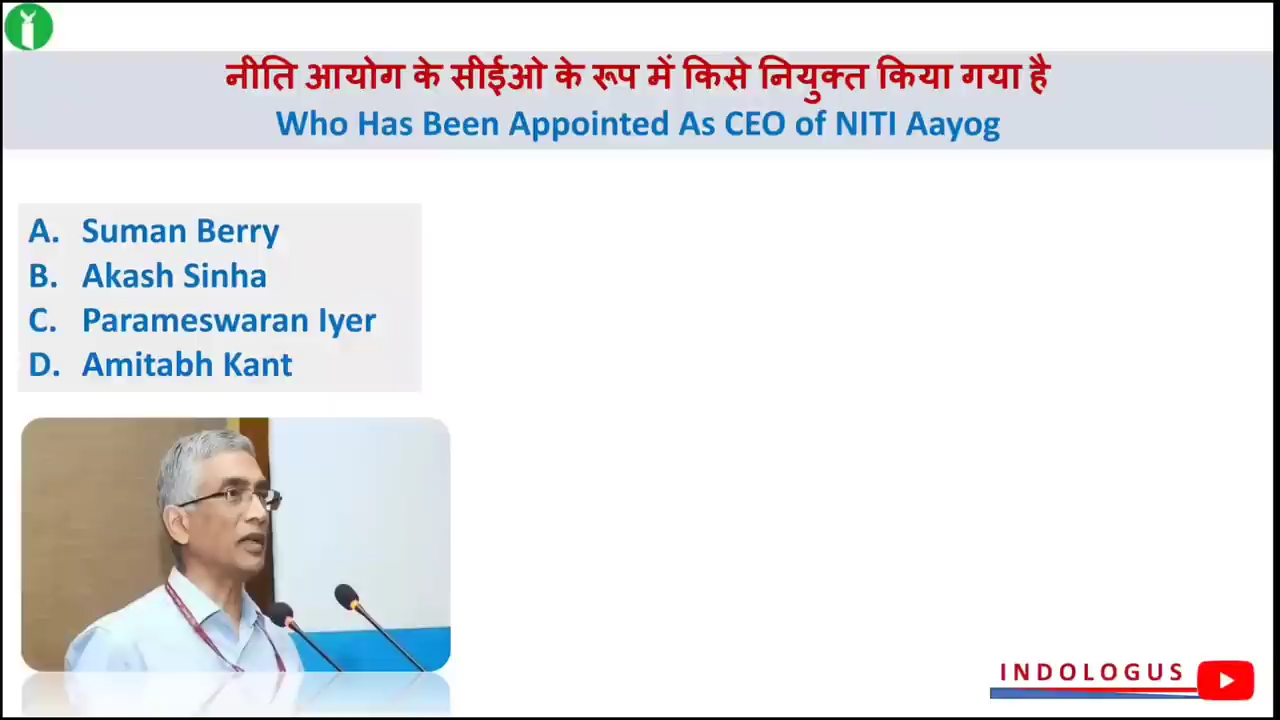 नीति आयोग के सीईओ के रूप में किसे नियुक्त किया गया है
Who Has Been Appointed As CEO of NITI Aayog
A. Suman Berry
B. Akash Sinha
C. Parameswaran Iyer
D. Amitabh Kant
INDOLOGUS